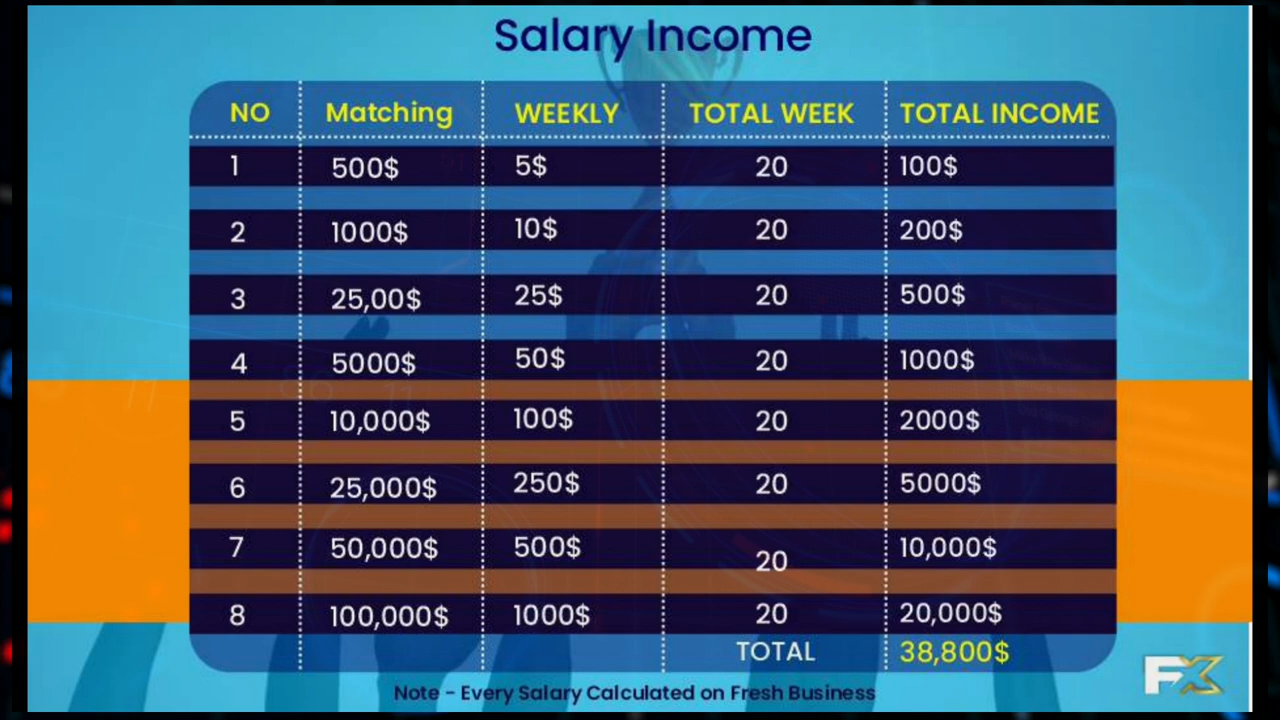 Salary Income
NO Matching WEEKLY TOTAL WEEK TOTAL INCOME
1 500$ 5$ 20 100$
2 1000$ 10$ 20 200$
3 25,00$ 25$ 20 500$
4 5000$ 50$ 20 1000$
5 10,000$ 100$ 20 2000$
6 25,000$ 250$ 20 5000$
7 50,000$ 500$ 20 10,000$
8 100,000$ 1000$ 20 20,000$
TOTAL 38,800$
Note - Every Salary Calculated on Fresh Business
FX